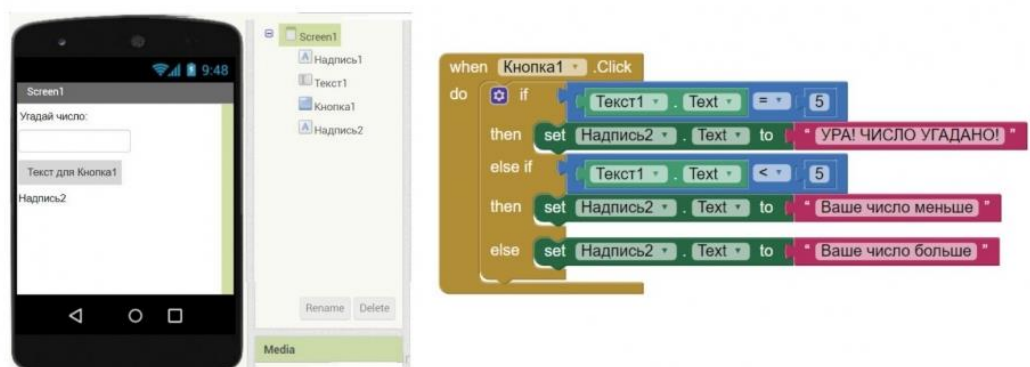 9:48
Screen1
Угадай число:
Текст для Кнопка1
Надпись2
Screen1
Надпись1
Текст1
Кнопка1
Надпись2
Rename Delete
Media
when Кнопка1 .Click
do if Текст1 . Text = 5
then set Надпись2 . Text to " УРА! ЧИСЛО УГАДАНО! "
else if Текст1 . Text < 5
then set Надпись2 . Text to " Ваше число меньше "
else set Надпись2 . Text to " Ваше число больше "